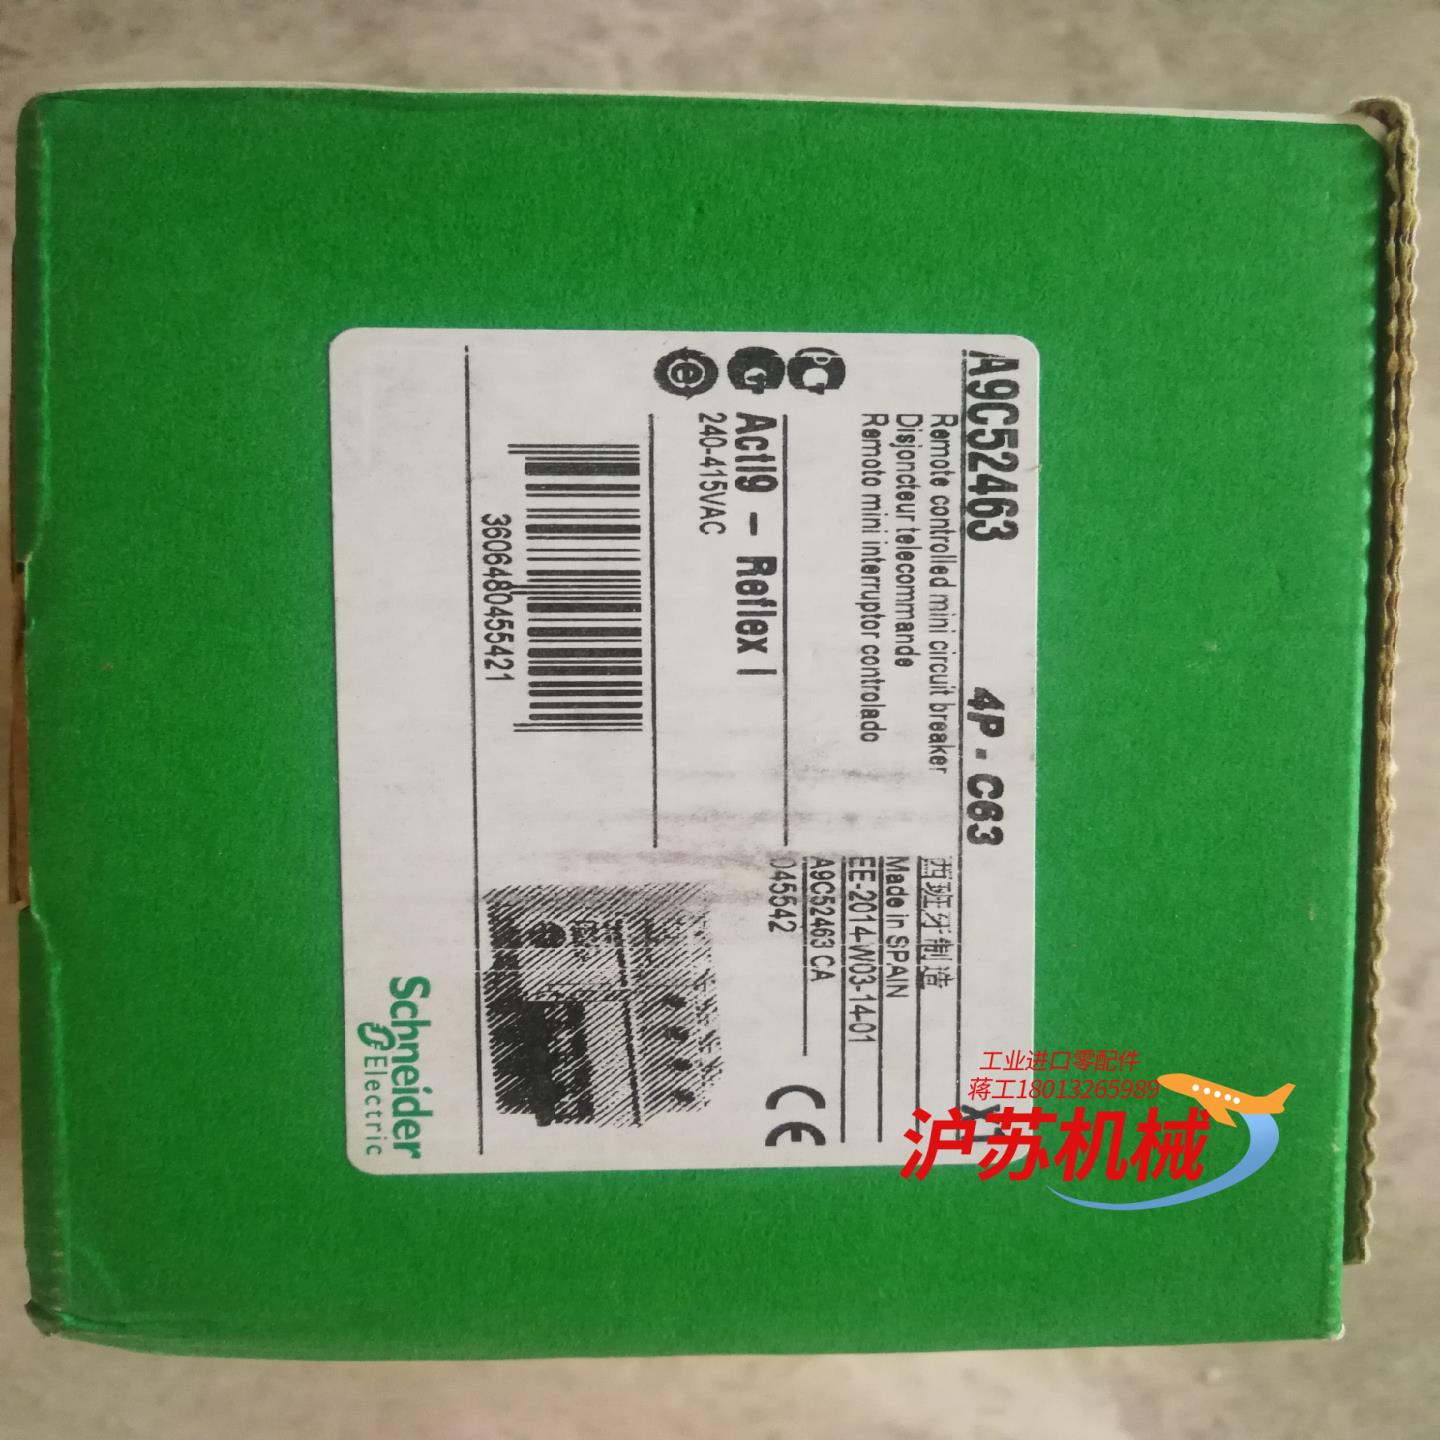 A9C52463 4P - C63 X1
Remote controlled mini circuit breaker
Disjoncteur telecommande
Remoto mini interruptor controlado
西班牙制造
Made in SPAIN
EE-2014-W03-14-01
A9C52463 CA
045542
CE
Acti9 - Reflex I
240-415VAC
3606480455421
Schneider
Electric
工业进口零配件
蒋工18013265989
沪苏机械